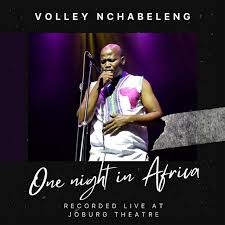 VOLLEY NCHABELENG
One night in Africa
RECORDED LIVE AT
JOBURG THEATRE